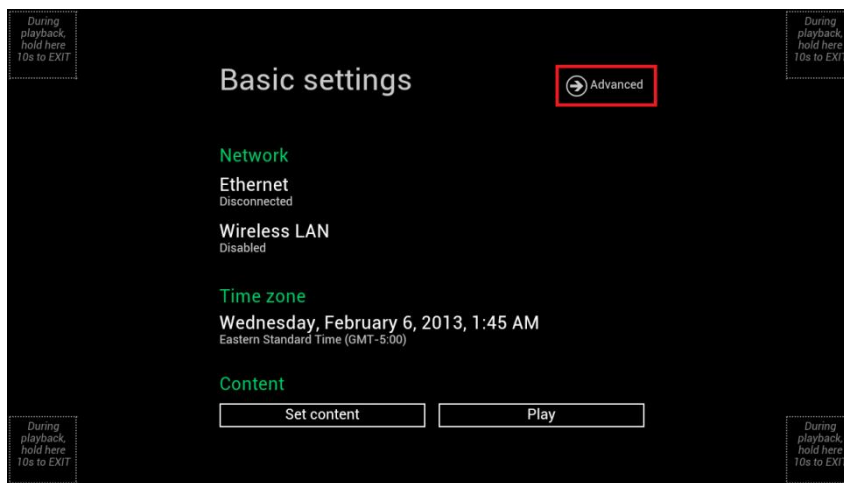 During
playback,
hold here
10s to EXIT
During
playback,
hold here
10s to EXIT
Basic settings
Advanced
Network
Ethernet
Disconnected
Wireless LAN
Disabled
Time zone
Wednesday, February 6, 2013, 1:45 AM
Eastern Standard Time (GMT-5:00)
Content
Set content
Play
During
playback,
hold here
10s to EXIT
During
playback,
hold here
10s to EXIT